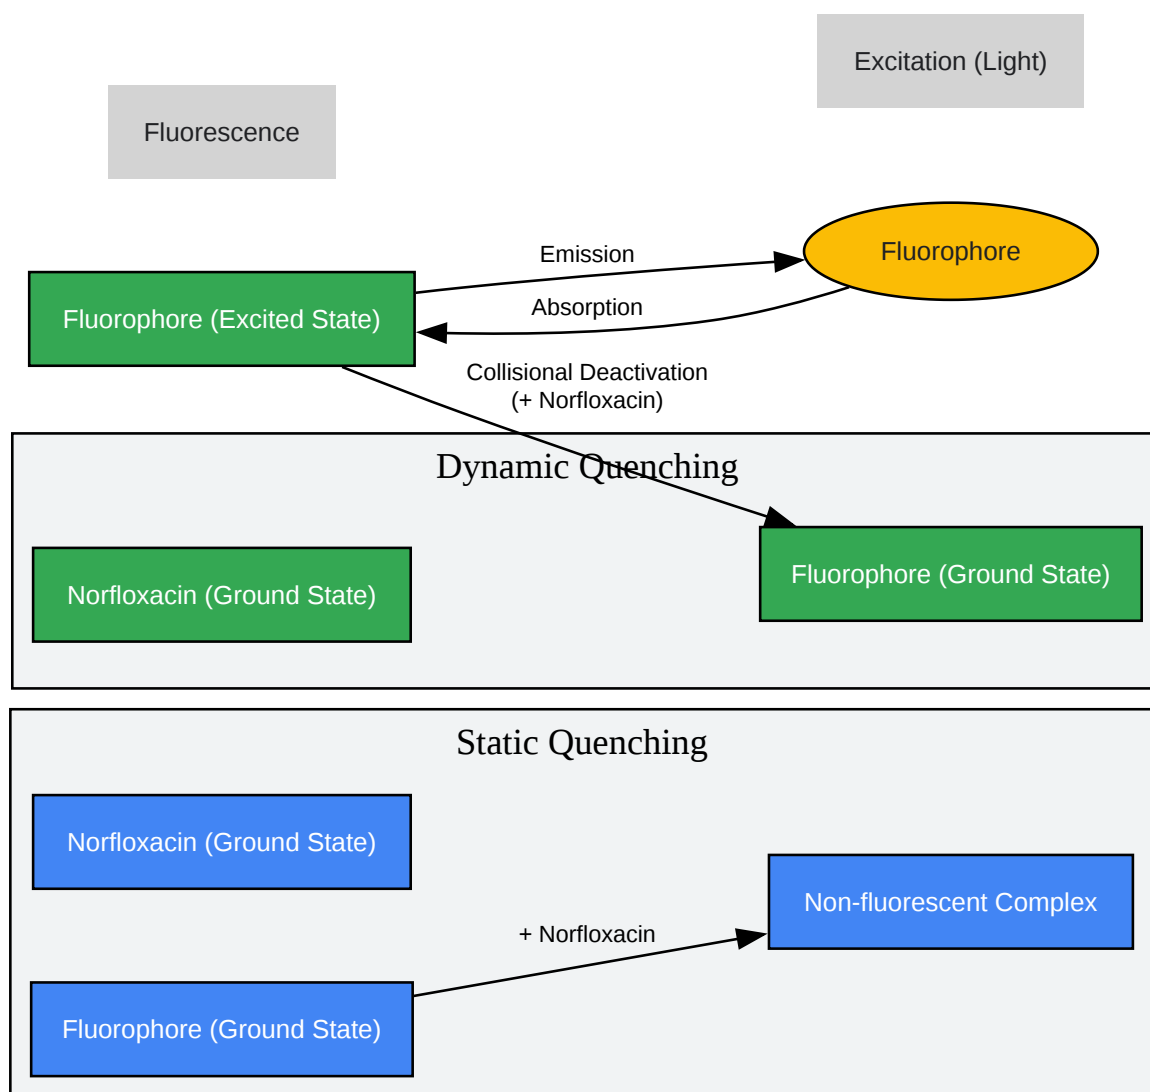 Excitation (Light)
Fluorescence
Fluorophore
Emission
Absorption
Fluorophore (Excited State)
Collisional Deactivation
(+ Norfloxacin)
Dynamic Quenching
Norfloxacin (Ground State)
Fluorophore (Ground State)
Static Quenching
Norfloxacin (Ground State)
Non-fluorescent Complex
+ Norfloxacin
Fluorophore (Ground State)